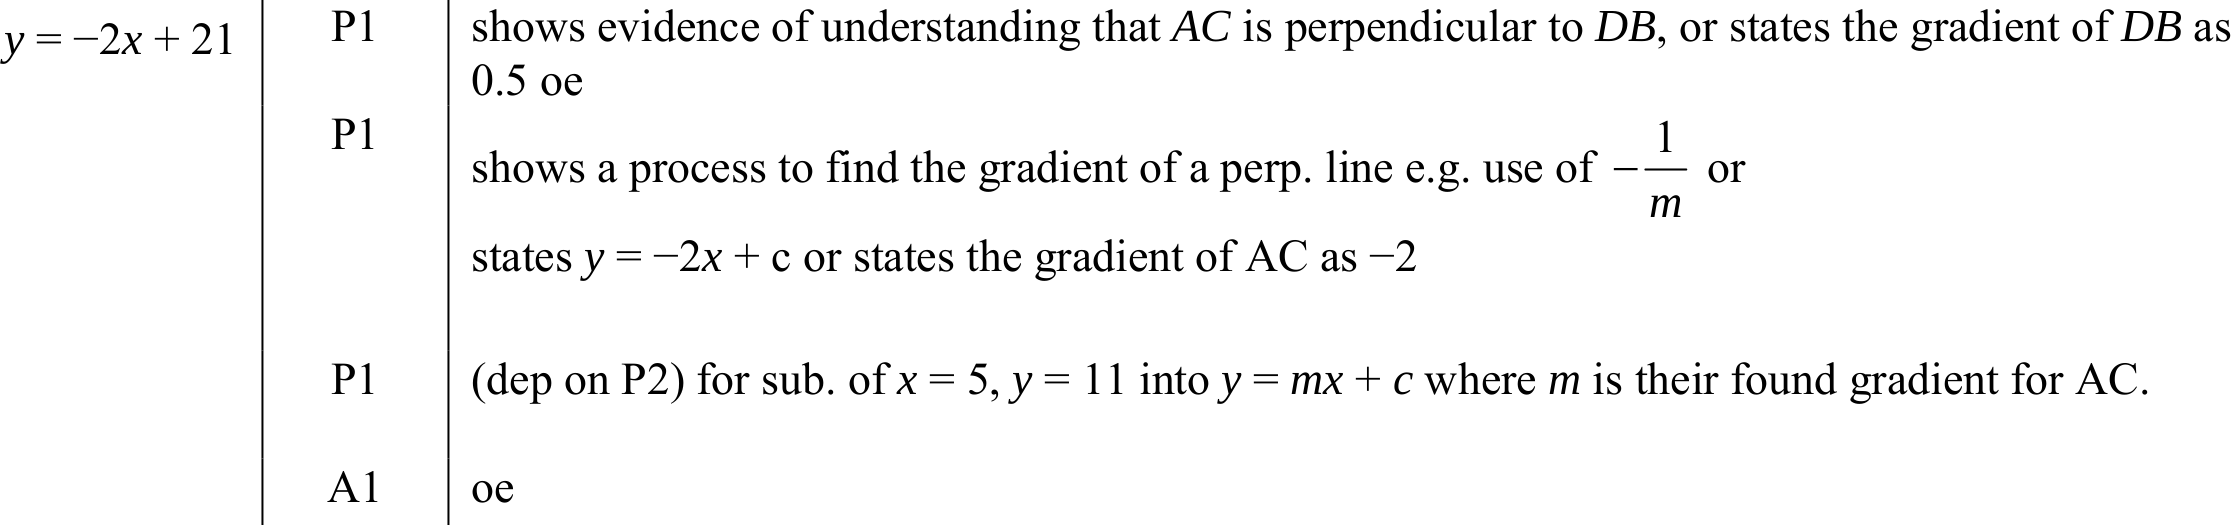 y = −2x + 21 P1 shows evidence of understanding that AC is perpendicular to DB, or states the gradient of DB as
0.5 oe
P1 shows a process to find the gradient of a perp. line e.g. use of −1/m or
states y = −2x + c or states the gradient of AC as −2
P1 (dep on P2) for sub. of x = 5, y = 11 into y = mx + c where m is their found gradient for AC.
A1 oe